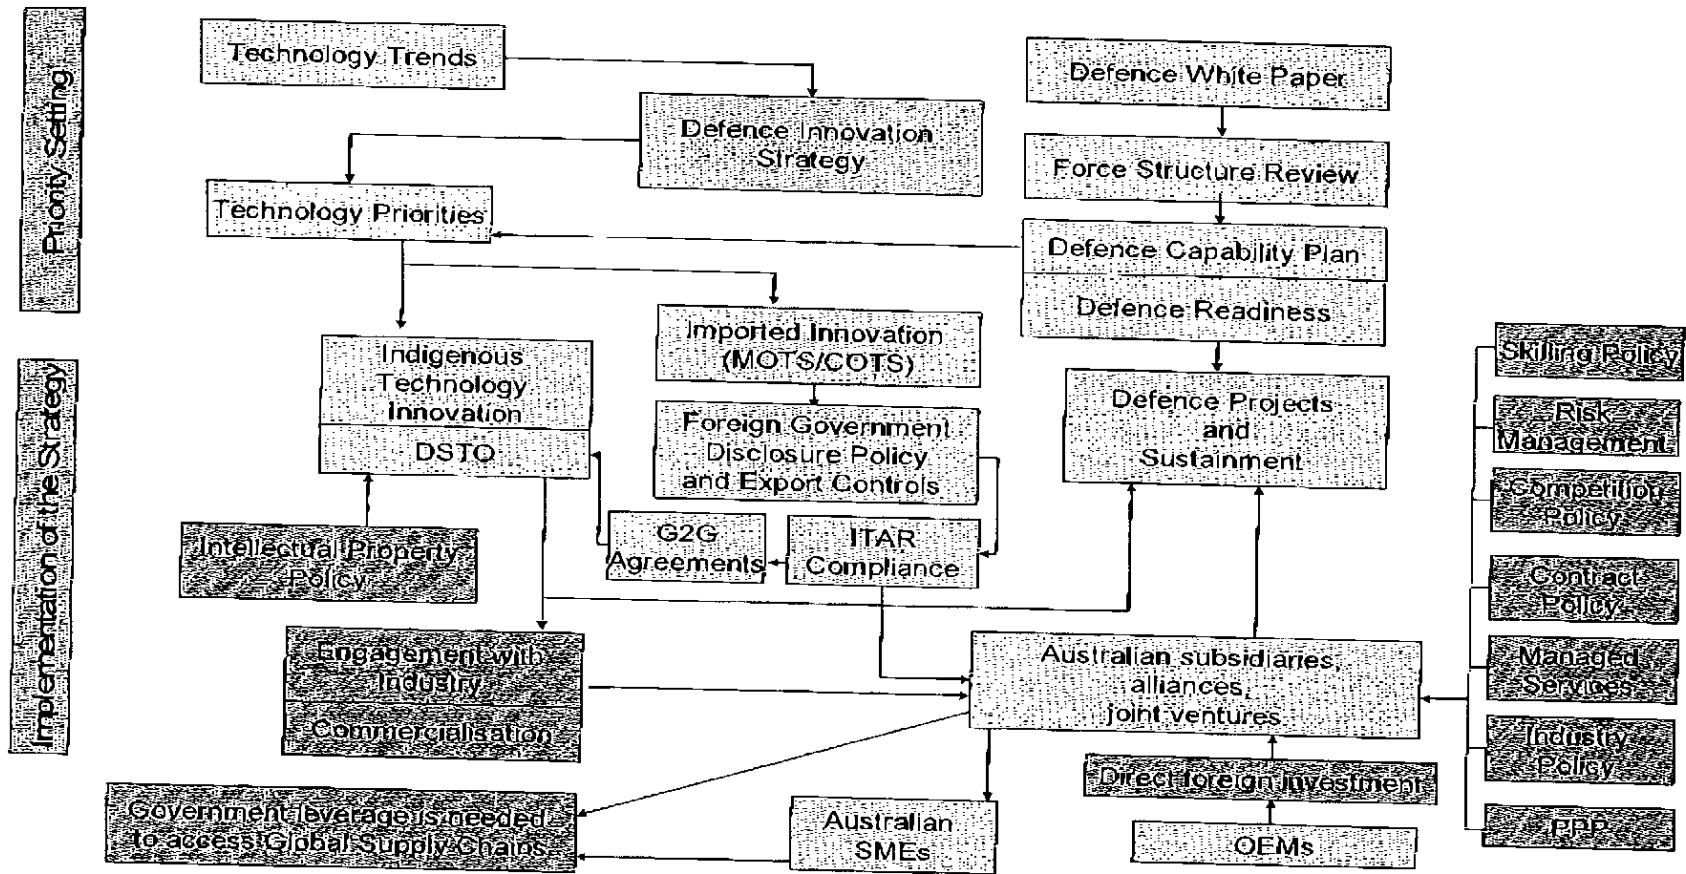 Priority Setting
Technology Trends
Defence White Paper
Defence Innovation
Strategy
Force Structure Review
Technology Priorities
Defence Capability Plan
Defence Readiness
Implementation of the Strategy
Indigenous
Technology
Innovation
DSTO
Imported Innovation
(MOTS/COTS)
Foreign Government
Disclosure Policy
and Export Controls
Defence Projects
and
Sustainment
Skilling Policy
Risk
Management
Competition
Policy
Contract
Policy
Managed
Services
Industry
Policy
PPP
Intellectual Property
Policy
G2G
Agreements
ITAR
Compliance
Engagement with
Industry
Commercialisation
Australian subsidiaries,
alliances,
joint ventures
Direct foreign investment
OEMs
Australian
SMEs
Government leverage is needed
to access Global Supply Chains